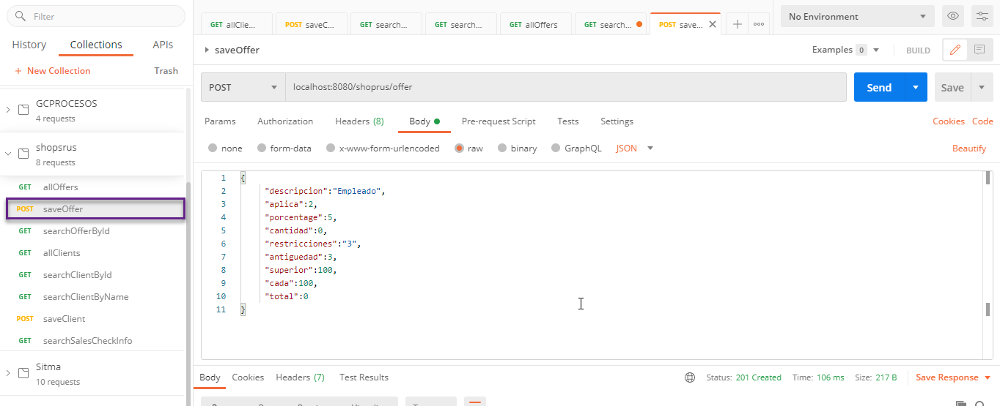 Filter
History Collections APIs
+ New Collection Trash
GCPROCESOS
4 requests
shopsrus
8 requests
GET allOffers
POST saveOffer
GET searchOfferById
GET allClients
GET searchClientById
GET searchClientByName
POST saveClient
GET searchSalesCheckInfo
Sitma
10 requests
GET allClie... POST saveC... GET search... GET search... GET allOffers GET search... POST save...
No Environment
saveOffer
Examples 0 BUILD
POST localhost:8080/shoprus/offer Send Save
Params Authorization Headers (8) Body Pre-request Script Tests Settings Cookies Code
none form-data x-www-form-urlencoded raw binary GraphQL JSON Beautify
1 {
2 "descripcion":"Empleado",
3 "aplica":2,
4 "porcentage":5,
5 "cantidad":0,
6 "restricciones":"3",
7 "antiguedad":3,
8 "superior":100,
9 "cada":100,
10 "total":0
11 }
Body Cookies Headers (7) Test Results Status: 201 Created Time: 106 ms Size: 217 B Save Response